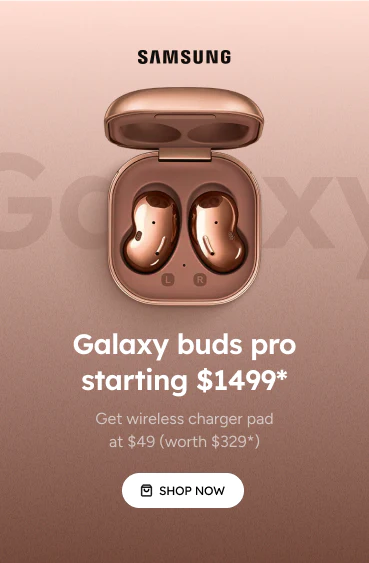 SAMSUNG
Galaxy
L R
Galaxy buds pro
starting $1499*
Get wireless charger pad
at $49 (worth $329*)
SHOP NOW